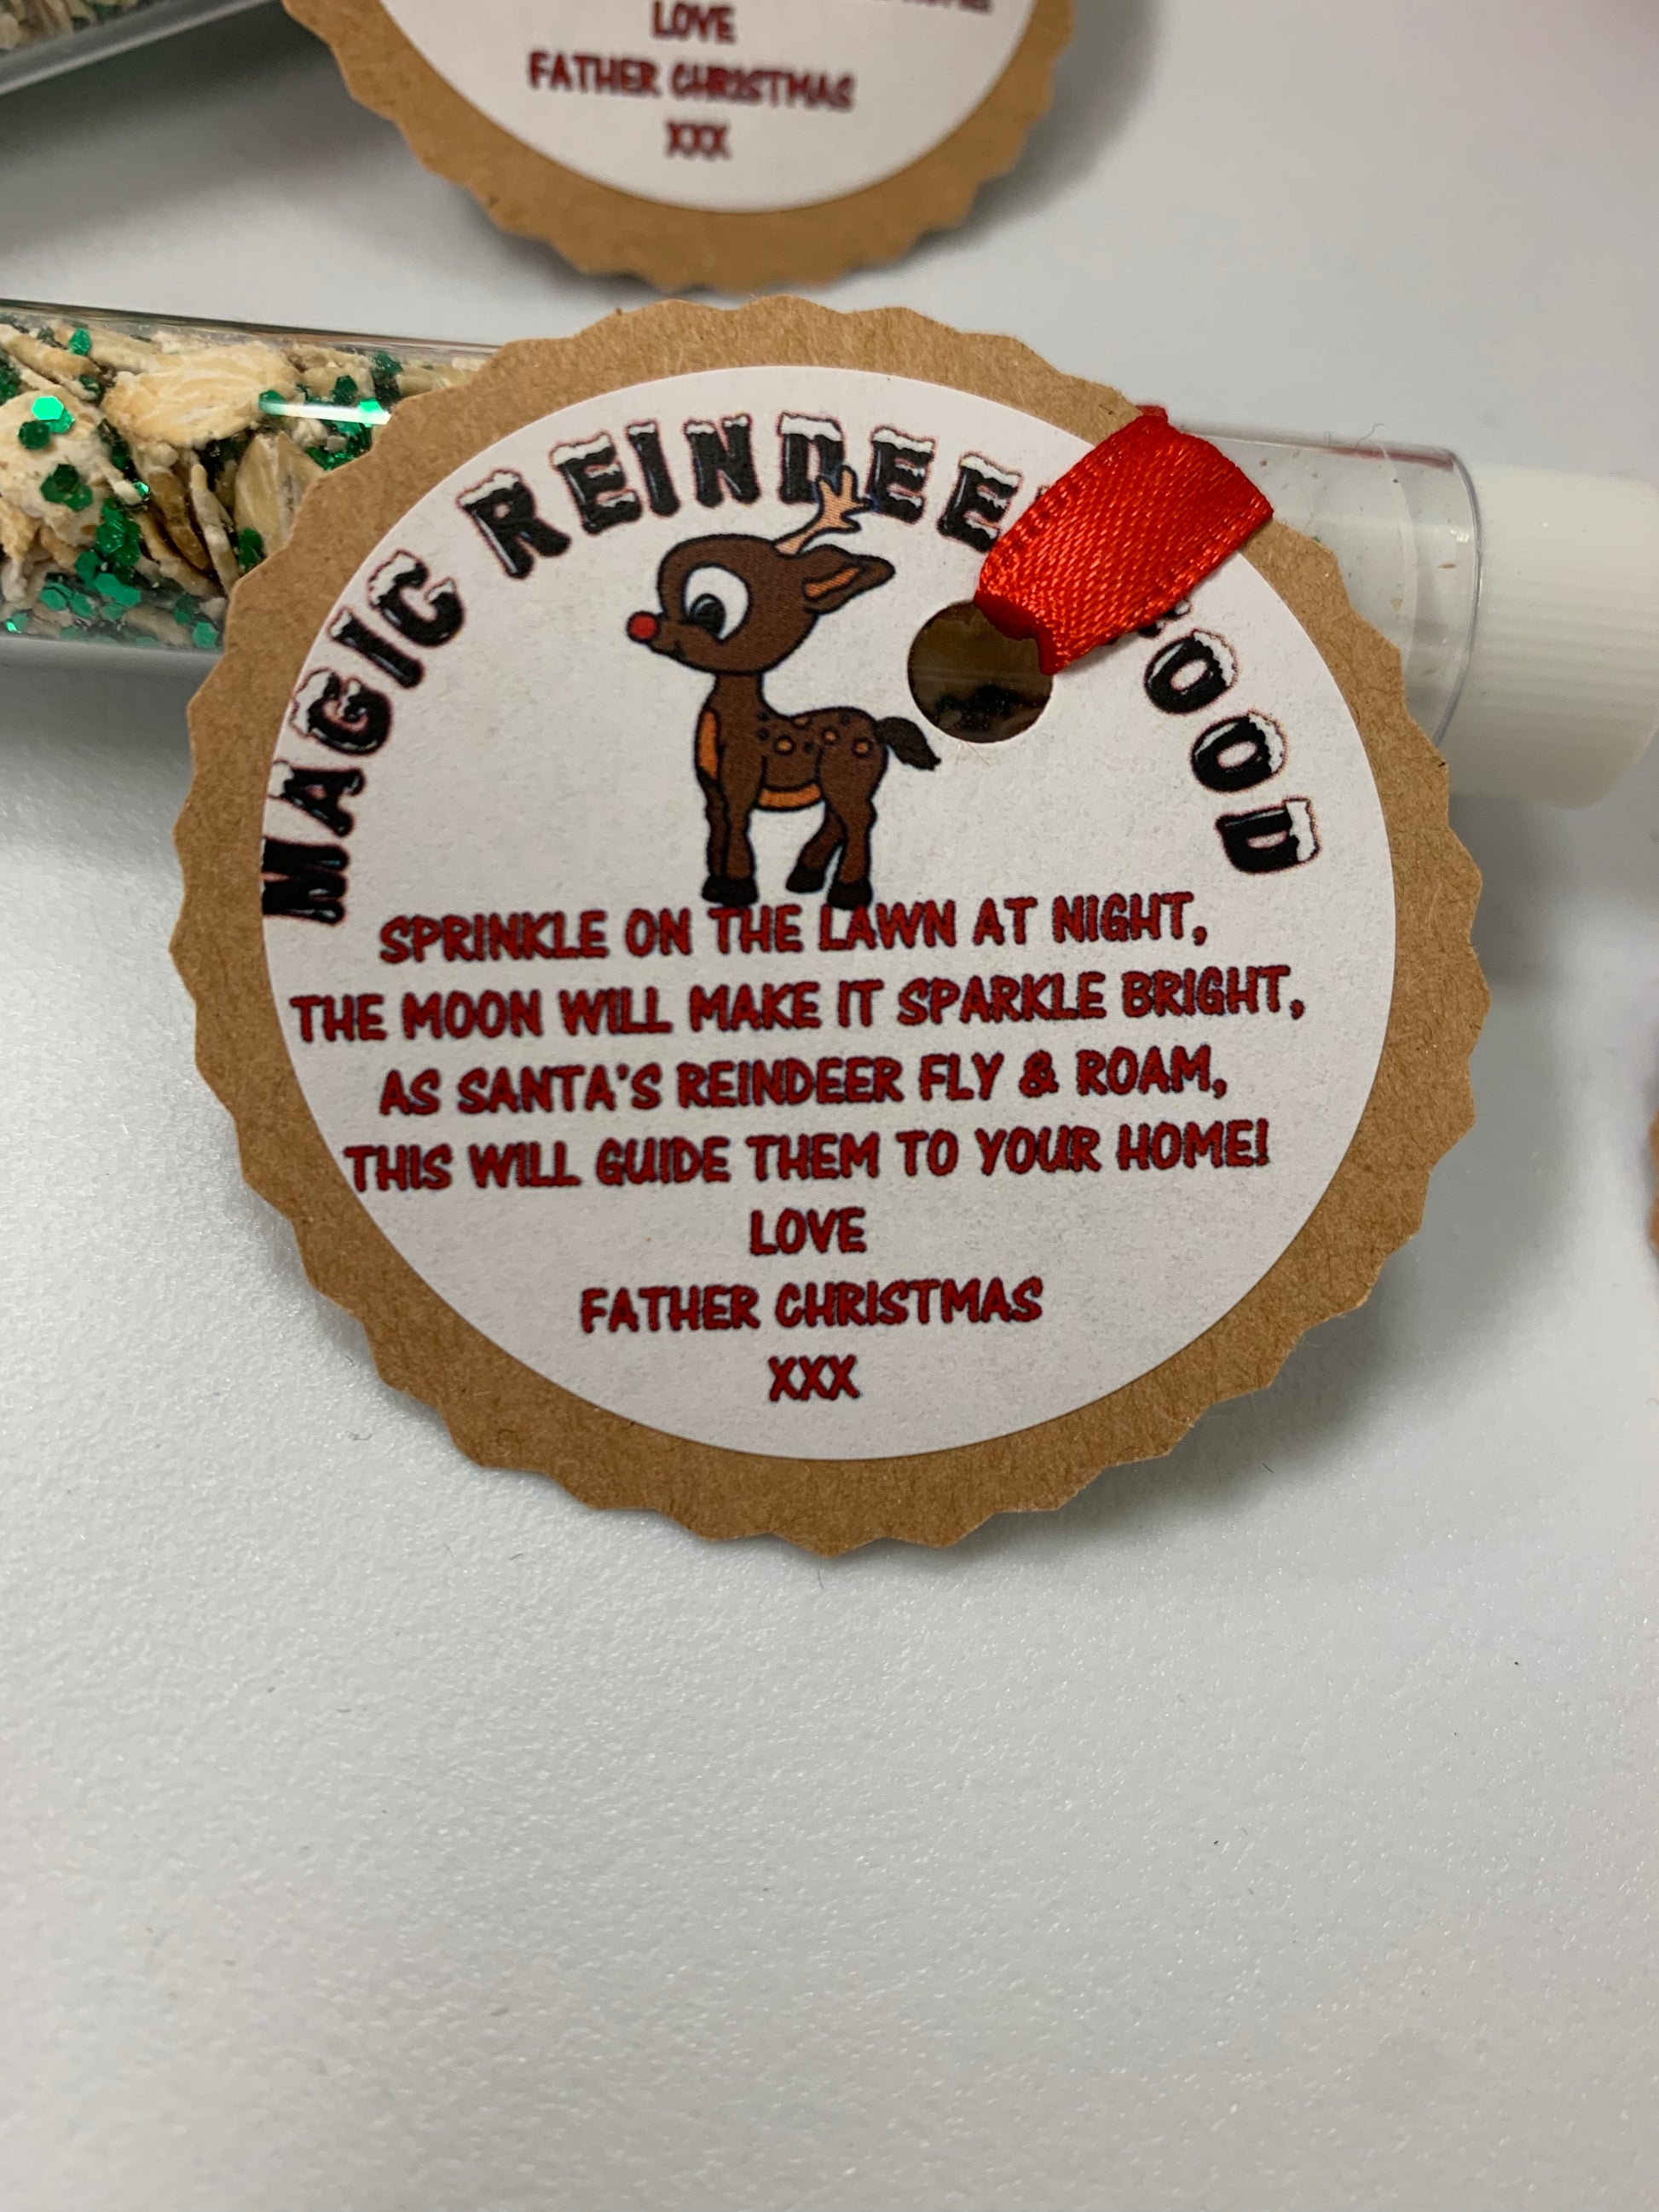 LOVE
FATHER CHRISTMAS
XXX
MAGIC REINDEER FOOD
SPRINKLE ON THE LAWN AT NIGHT,
THE MOON WILL MAKE IT SPARKLE BRIGHT,
AS SANTA'S REINDEER FLY & ROAM,
THIS WILL GUIDE THEM TO YOUR HOME!
LOVE
FATHER CHRISTMAS
XXX